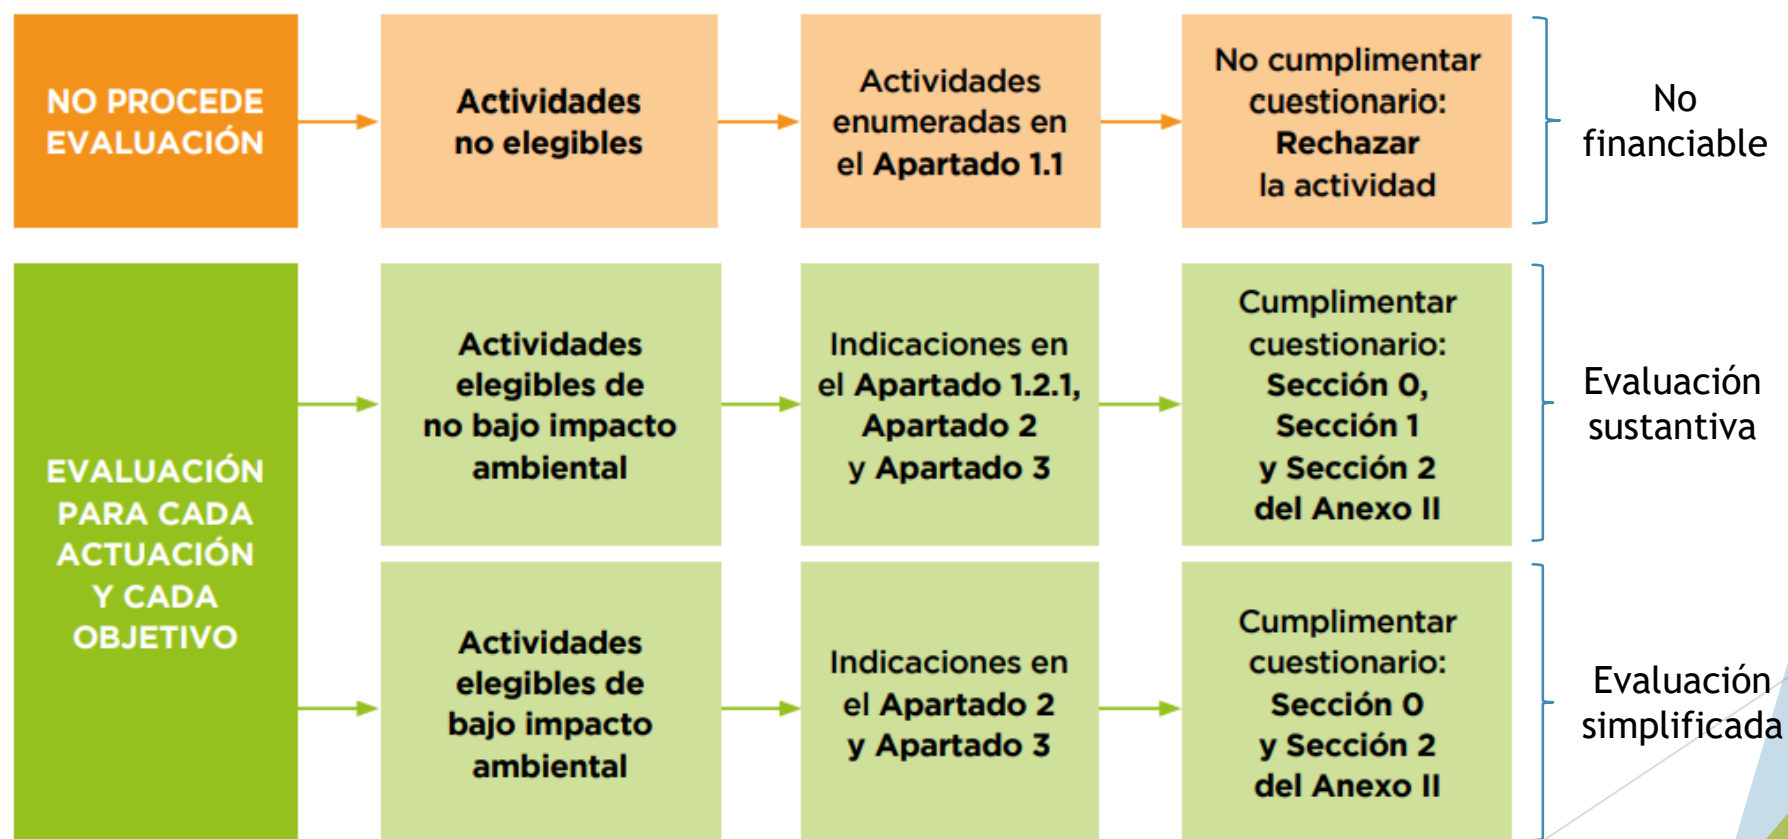 NO PROCEDE
EVALUACIÓN
Actividades
no elegibles
Actividades
enumeradas en
el Apartado 1.1
No cumplimentar
cuestionario:
Rechazar
la actividad
No
financiable
EVALUACIÓN
PARA CADA
ACTUACIÓN
Y CADA
OBJETIVO
Actividades
elegibles de
no bajo impacto
ambiental
Indicaciones en
el Apartado 1.2.1,
Apartado 2
y Apartado 3
Cumplimentar
cuestionario:
Sección 0,
Sección 1
y Sección 2
del Anexo II
Evaluación
sustantiva
Actividades
elegibles de
bajo impacto
ambiental
Indicaciones en
el Apartado 2
y Apartado 3
Cumplimentar
cuestionario:
Sección 0
y Sección 2
del Anexo II
Evaluación
simplificada